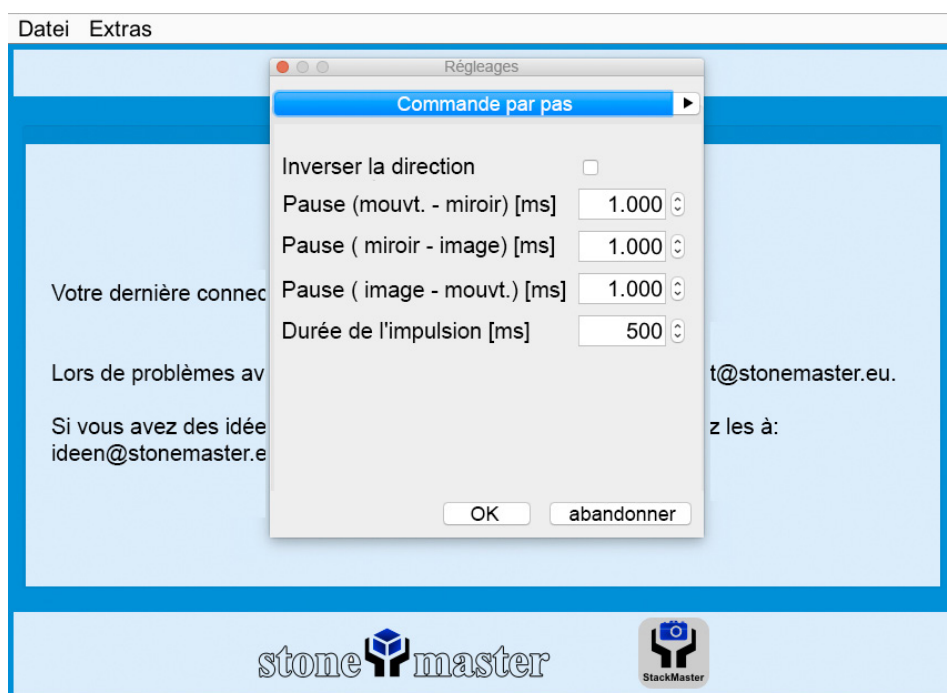 Datei Extras
Régleages
Commande par pas
Inverser la direction
Pause (mouvt. - miroir) [ms] 1.000
Pause ( miroir - image) [ms] 1.000
Votre dernière connec
Pause ( image - mouvt.) [ms] 1.000
Durée de l'impulsion [ms] 500
Lors de problèmes av
t@stonemaster.eu.
Si vous avez des idée
z les à:
ideen@stonemaster.e
OK abandonner
stonemaster
StackMaster